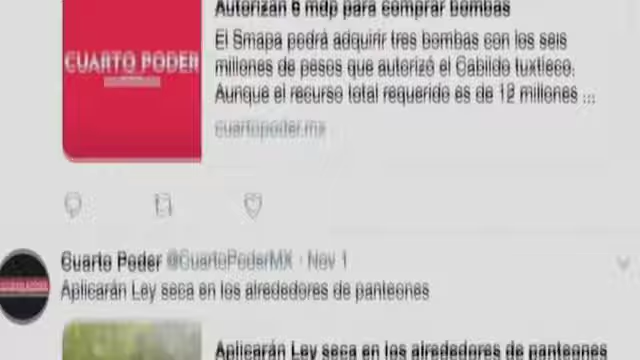 Autorizan 6 mdp para comprar bombas
El Smapa podrá adquirir tres bombas con los seis
millones de pesos que autorizó el Cabildo tuxtleco.
Aunque el recurso total requerido es de 12 millones ...
cuartopoder.mx
CUARTO PODER
Cuarto Poder @CuartoPoderMX · Nov 1
Aplicarán Ley seca en los alrededores de panteones
Aplicarán Ley seca en los alrededores de panteones